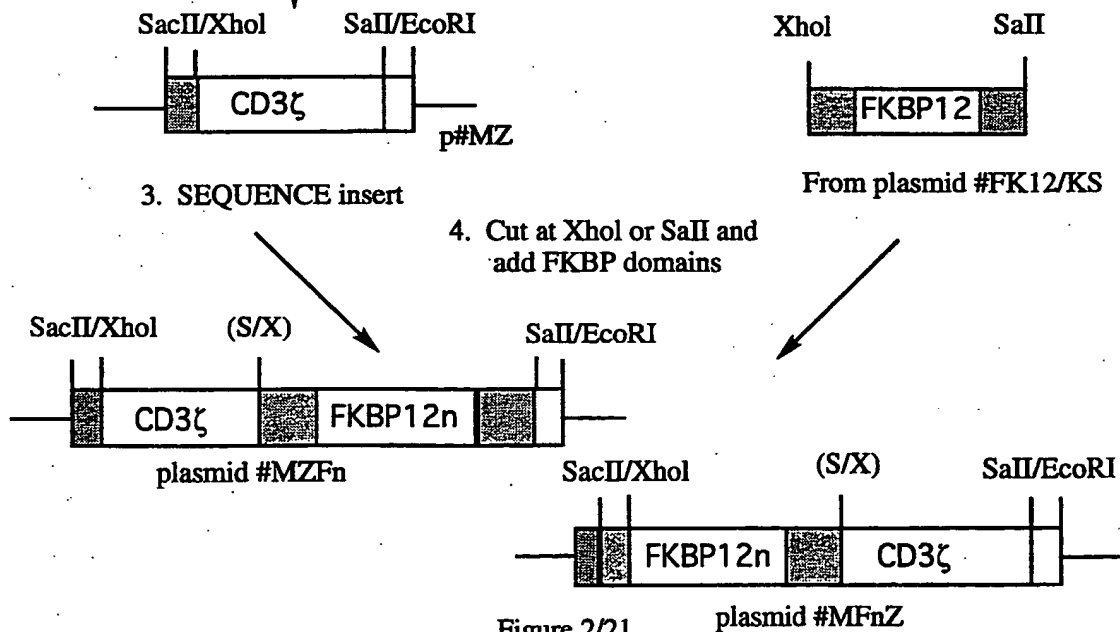 SacII/XhoI SalI/EcoRI
XhoI SalI
CD3ζ
FKBP12
p#MZ
From plasmid #FK12/KS
3. SEQUENCE insert
4. Cut at XhoI or SalI and
add FKBP domains
SacII/XhoI (S/X) SalI/EcoRI
CD3ζ FKBP12n
plasmid #MZFn
SacII/XhoI (S/X) SalI/EcoRI
FKBP12n CD3ζ
plasmid #MFnZ
Figure 2/21